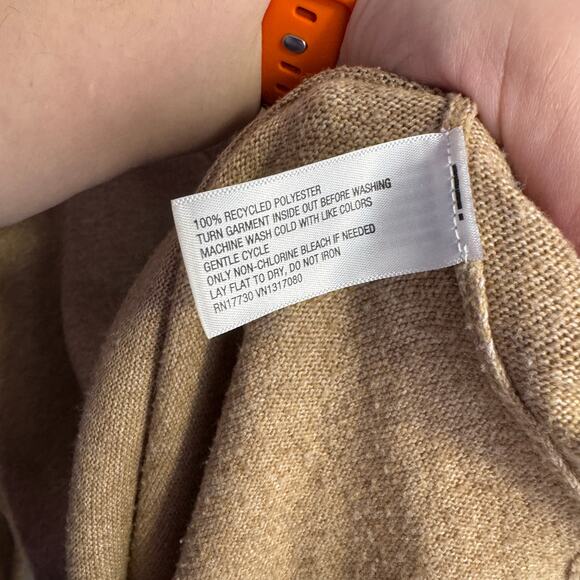 100% RECYCLED POLYESTER
TURN GARMENT INSIDE OUT BEFORE WASHING
MACHINE WASH COLD WITH LIKE COLORS
GENTLE CYCLE
ONLY NON-CHLORINE BLEACH IF NEEDED
LAY FLAT TO DRY, DO NOT IRON
RN17730 VN1317080